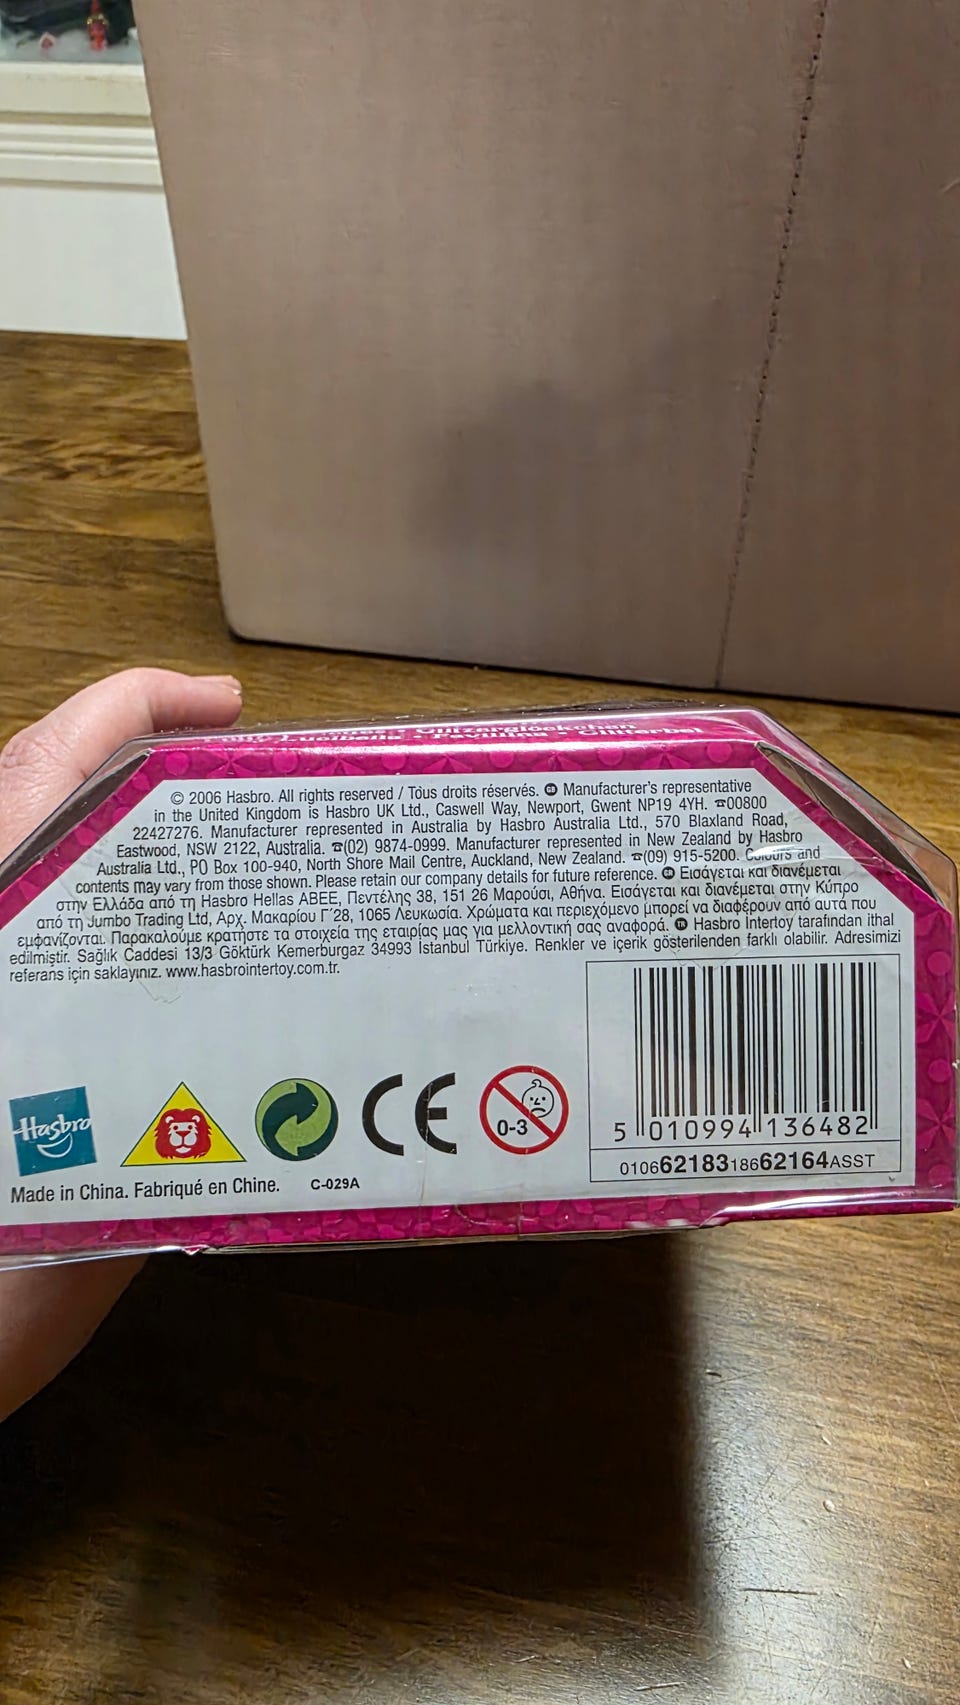 Glitzerglöckchen
Lucibella • Pavillina • Glitterbel
© 2006 Hasbro. All rights reserved / Tous droits réservés. GB Manufacturer's representative
in the United Kingdom is Hasbro UK Ltd., Caswell Way, Newport, Gwent NP19 4YH. ☎00800
22427276. Manufacturer represented in Australia by Hasbro Australia Ltd., 570 Blaxland Road,
Eastwood, NSW 2122, Australia. ☎(02) 9874-0999. Manufacturer represented in New Zealand by Hasbro
Australia Ltd., PO Box 100-940, North Shore Mail Centre, Auckland, New Zealand. ☎(09) 915-5200. Colours and
contents may vary from those shown. Please retain our company details for future reference. GR Εισάγεται και διανέμεται
στην Ελλάδα από τη Hasbro Hellas ΑΒΕΕ, Πεντέλης 38, 151 26 Μαρούσι, Αθήνα. Εισάγεται και διανέμεται στην Κύπρο
από τη Jumbo Trading Ltd, Αρχ. Μακαρίου Γ΄28, 1065 Λευκωσία. Χρώματα και περιεχόμενο μπορεί να διαφέρουν από αυτά που
εμφανίζονται. Παρακαλούμε κρατήστε τα στοιχεία της εταιρίας μας για μελλοντική σας αναφορά. TR Hasbro Intertoy tarafından ithal
edilmiştir. Sağlık Caddesi 13/3 Göktürk Kemerburgaz 34993 İstanbul Türkiye. Renkler ve içerik gösterilenden farklı olabilir. Adresimizi
referans için saklayınız. www.hasbrointertoy.com.tr.
Hasbro
CE
0-3
5 010994 136482
01066218318662164ASST
Made in China. Fabriqué en Chine. C-029A